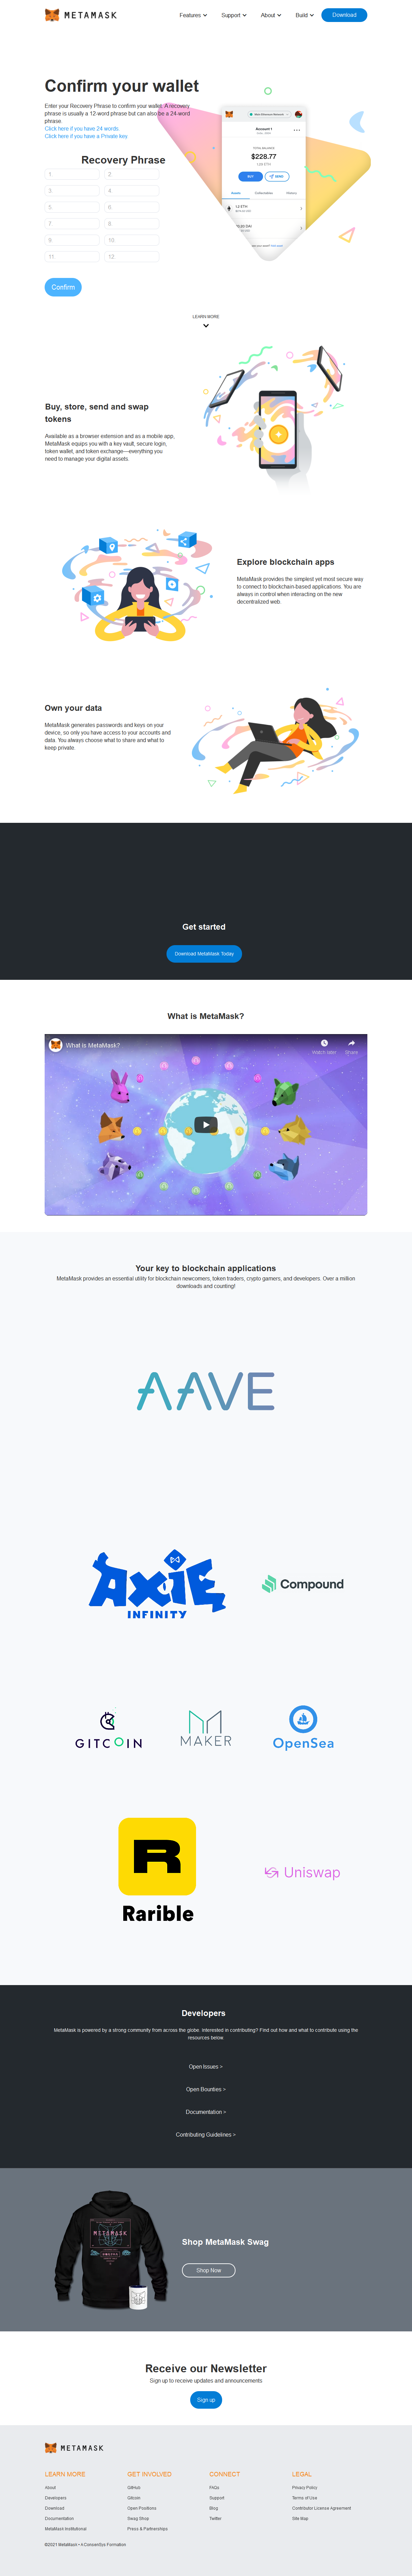 METAMASK
Features
Support
About
Build
Download
Confirm your wallet
Enter your Recovery Phrase to confirm your wallet. A recovery
phrase is usually a 12-word phrase but can also be a 24-word
phrase
Click here if you have 24 words.
Click here if you have a Private key.
Recovery Phrase
1.
2.
3.
4.
5.
6.
7.
8.
9.
10.
11.
12.
Confirm
Account 1
$228.77
BUY
SEND
LEARN MORE
Buy, store, send and swap
tokens
Available as a browser extension and as a mobile app,
MetaMask equips you with a key vault, secure login,
token wallet, and token exchange—everything you
need to manage your digital assets.
Explore blockchain apps
MetaMask provides the simplest yet most secure way
to connect to blockchain-based applications. You are
always in control when interacting on the new
decentralized web.
Own your data
MetaMask generates passwords and keys on your
device, so only you have access to your accounts and
data. You always choose what to share and what to
keep private.
Get started
Download MetaMask Today
What is MetaMask?
What is MetaMask?
Watch later
Share
Your key to blockchain applications
MetaMask provides an essential utility for blockchain newcomers, token traders, crypto gamers, and developers. Over a million
downloads and counting!
AAVE
AXIE
INFINITY
Compound
GITCOIN
MAKER
OpenSea
R
Rarible
Uniswap
Developers
MetaMask is powered by a strong community from across the globe. Interested in contributing? Find out how and what to contribute using the
resources below.
Open Issues >
Open Bounties >
Documentation >
Contributing Guidelines >
METAMASK
Shop MetaMask Swag
Shop Now
Receive our Newsletter
Sign up to receive updates and announcements
Sign up
METAMASK
LEARN MORE
About
Developers
Download
Documentation
MetaMask Institutional
GET INVOLVED
GitHub
Gitcoin
Open Positions
Swag Shop
Press & Partnerships
CONNECT
FAQs
Support
Blog
Twitter
LEGAL
Privacy Policy
Terms of Use
Contributor License Agreement
Site Map
©2021 MetaMask • A ConsenSys Formation